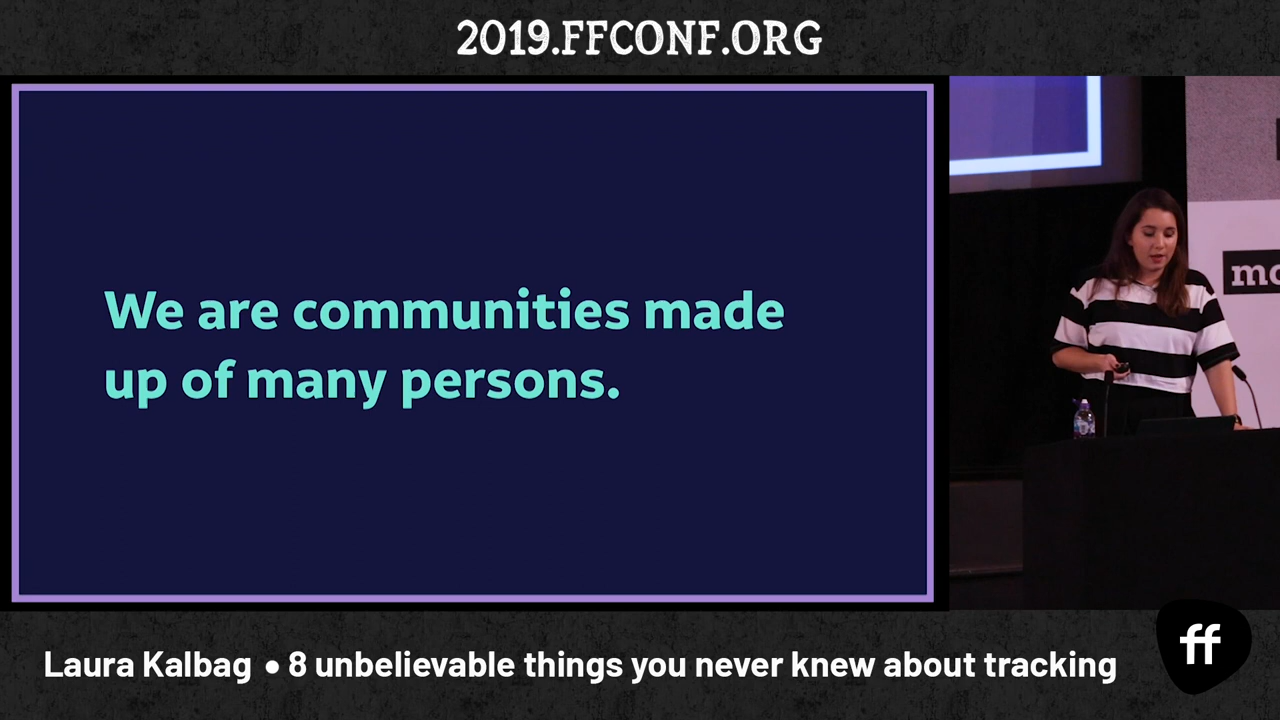 2019.FFCONF.ORG
We are communities made
up of many persons.
mo
Laura Kalbag • 8 unbelievable things you never knew about tracking
ff